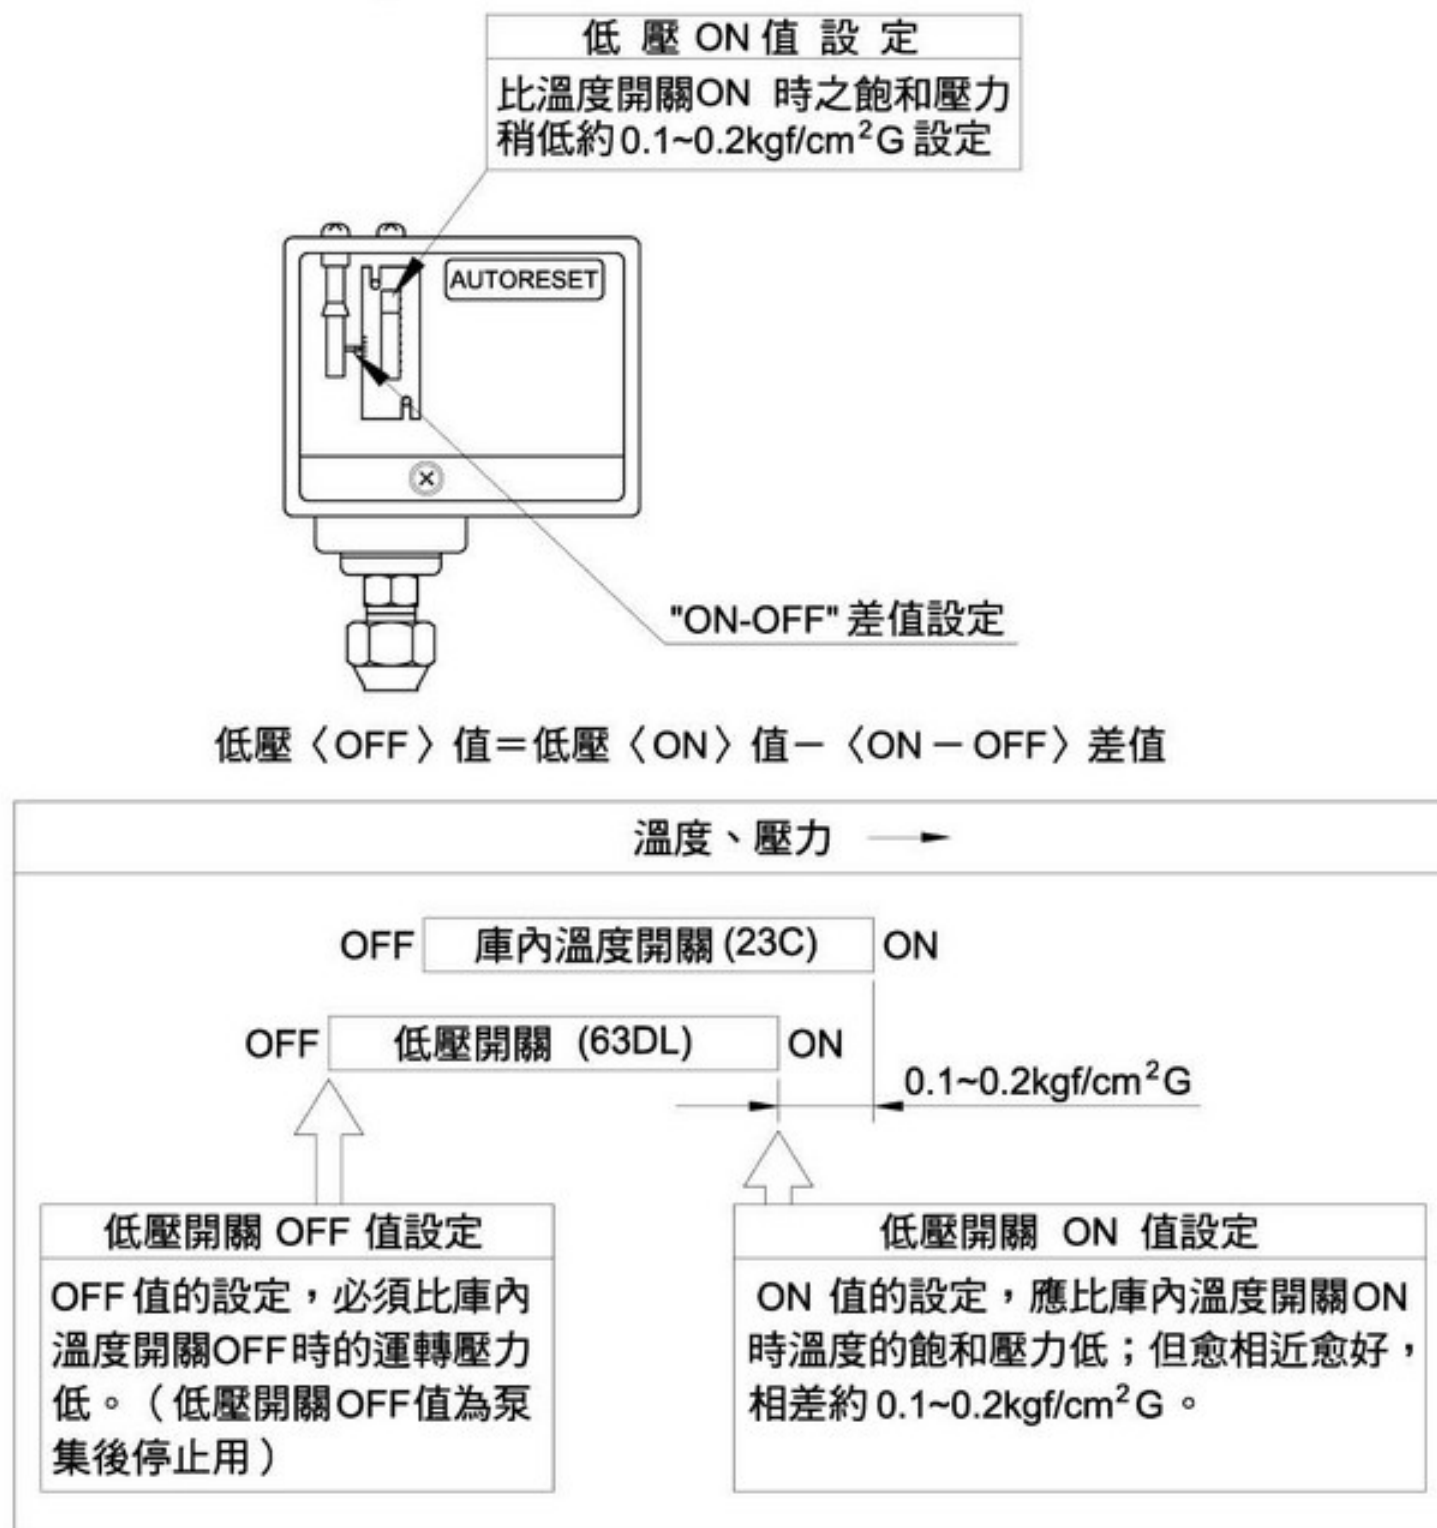 低 壓 ON 值 設 定
比溫度開關ON 時之飽和壓力
稍低約0.1~0.2kgf/cm²G 設定
AUTORESET
"ON-OFF" 差值設定
低壓〈OFF〉值＝低壓〈ON〉值－〈ON－OFF〉差值
溫度、壓力
OFF 庫內溫度開關 (23C) ON
OFF 低壓開關 (63DL) ON
0.1~0.2kgf/cm²G
低壓開關 OFF 值設定
OFF 值的設定，必須比庫內
溫度開關OFF時的運轉壓力
低。（低壓開關OFF值為泵
集後停止用）
低壓開關 ON 值設定
ON 值的設定，應比庫內溫度開關ON
時溫度的飽和壓力低；但愈相近愈好，
相差約 0.1~0.2kgf/cm²G。